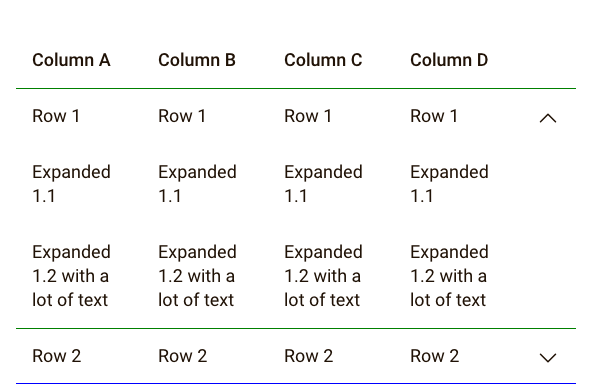 Column A Column B Column C Column D
Row 1 Row 1 Row 1 Row 1
Expanded Expanded Expanded Expanded
1.1 1.1 1.1 1.1
Expanded Expanded Expanded Expanded
1.2 with a 1.2 with a 1.2 with a 1.2 with a
lot of text lot of text lot of text lot of text
Row 2 Row 2 Row 2 Row 2